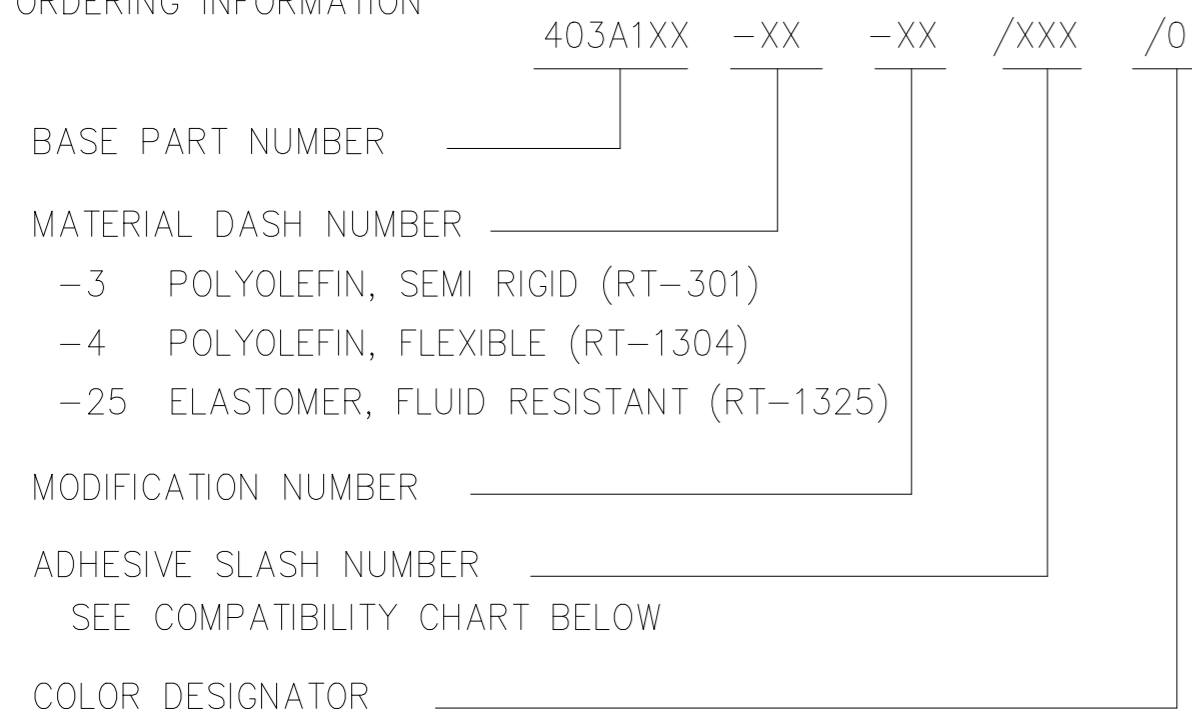 ORDERING INFORMATION
403A1XX -XX -XX /XXX /0
BASE PART NUMBER
MATERIAL DASH NUMBER
-3 POLYOLEFIN, SEMI RIGID (RT-301)
-4 POLYOLEFIN, FLEXIBLE (RT-1304)
-25 ELASTOMER, FLUID RESISTANT (RT-1325)
MODIFICATION NUMBER
ADHESIVE SLASH NUMBER
SEE COMPATIBILITY CHART BELOW
COLOR DESIGNATOR